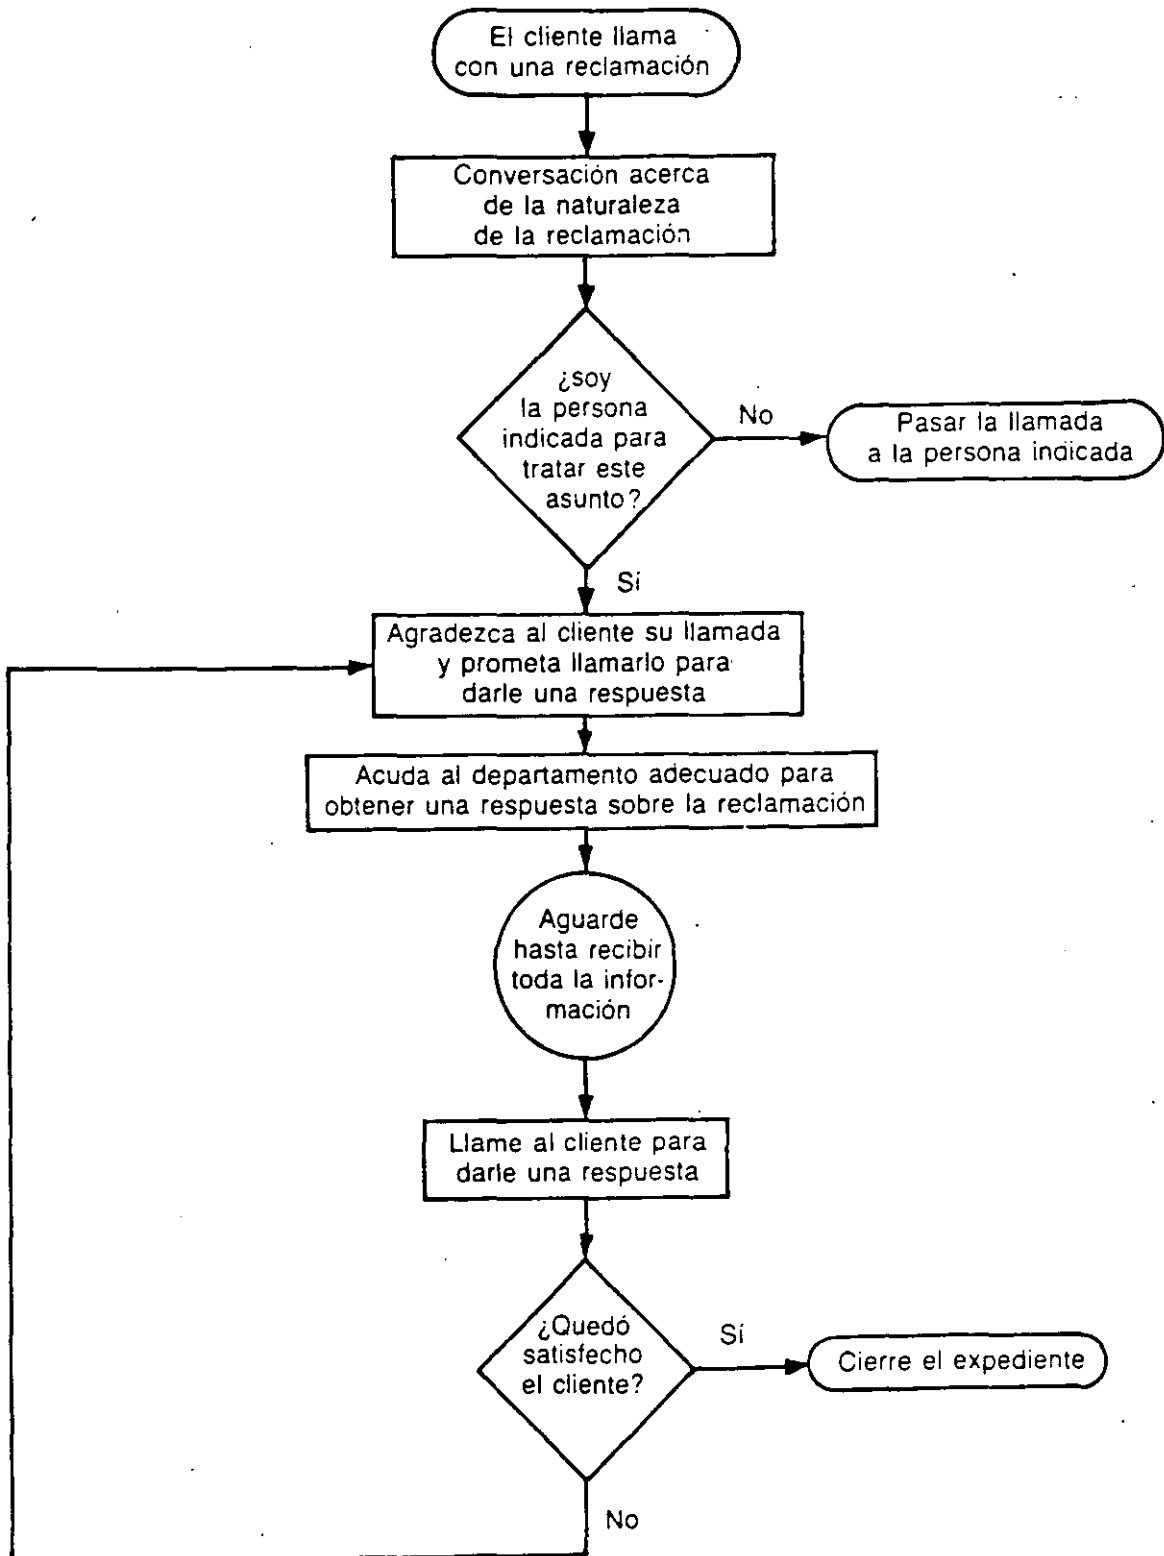 El cliente llama
con una reclamación
Conversación acerca
de la naturaleza
de la reclamación
¿soy
la persona
indicada para
tratar este
asunto?
No
Pasar la llamada
a la persona indicada
Sí
Agradezca al cliente su llamada
y prometa llamarlo para
darle una respuesta
Acuda al departamento adecuado para
obtener una respuesta sobre la reclamación
Aguarde
hasta recibir
toda la infor-
mación
Llame al cliente para
darle una respuesta
¿Quedó
satisfecho
el cliente?
Sí
Cierre el expediente
No